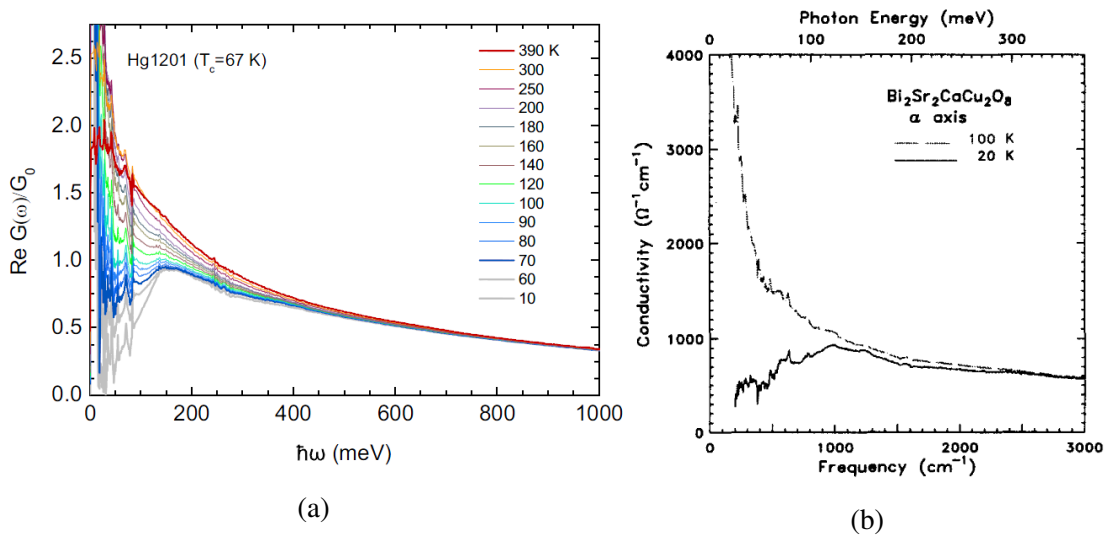 2.5
2.0
1.5
1.0
0.5
0.0
Re G(ω)/G₀
Hg1201 (T_c=67 K)
390 K
300
250
200
180
160
140
120
100
90
80
70
60
10
0 200 400 600 800 1000
ħω (meV)
(a)
Photon Energy (meV)
0 100 200 300
4000
3000
2000
1000
0
Conductivity (Ω⁻¹cm⁻¹)
Bi₂Sr₂CaCu₂O₈
a axis
100 K
20 K
0 1000 2000 3000
Frequency (cm⁻¹)
(b)